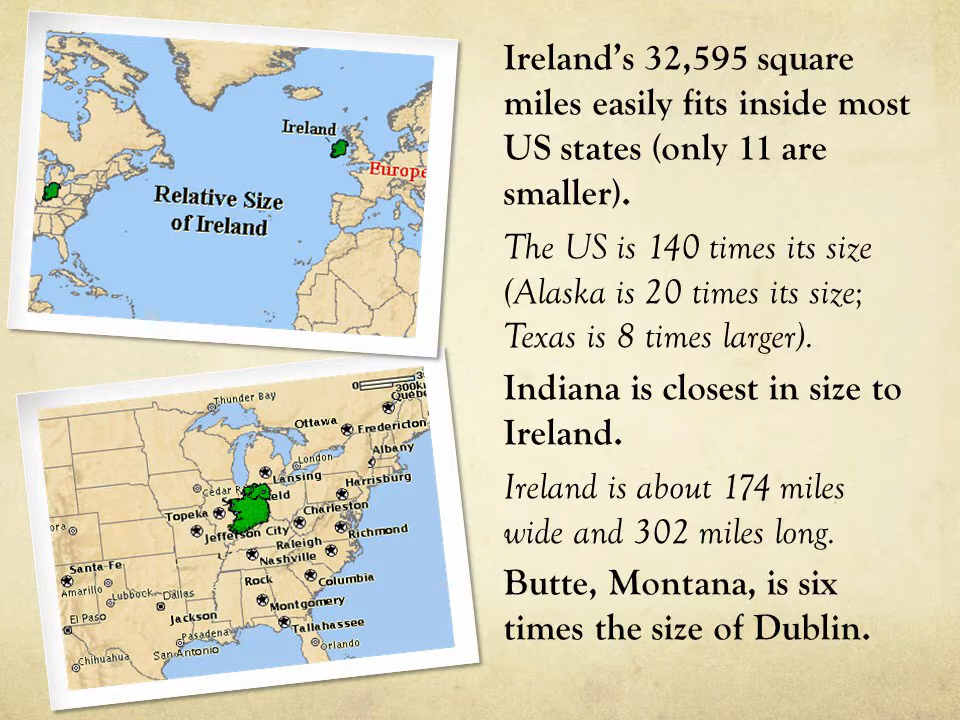 Ireland
Europe
Relative Size
of Ireland
Ireland's 32,595 square
miles easily fits inside most
US states (only 11 are
smaller).
The US is 140 times its size
(Alaska is 20 times its size;
Texas is 8 times larger).
Indiana is closest in size to
Ireland.
Ireland is about 174 miles
wide and 302 miles long.
Butte, Montana, is six
times the size of Dublin.
0
Thunder Bay
Ottawa
Fredericton
Albany
London
Lansing
Harrisburg
Cedar
Charleston
Topeka
Jefferson City
Richmond
Raleigh
Nashville
Santa Fe
Rock
Columbia
Amarillo
Lubbock
Dallas
Montgomery
El Paso
Jackson
Tallahassee
Pasadena
Orlando
San Antonio
Chihuahua